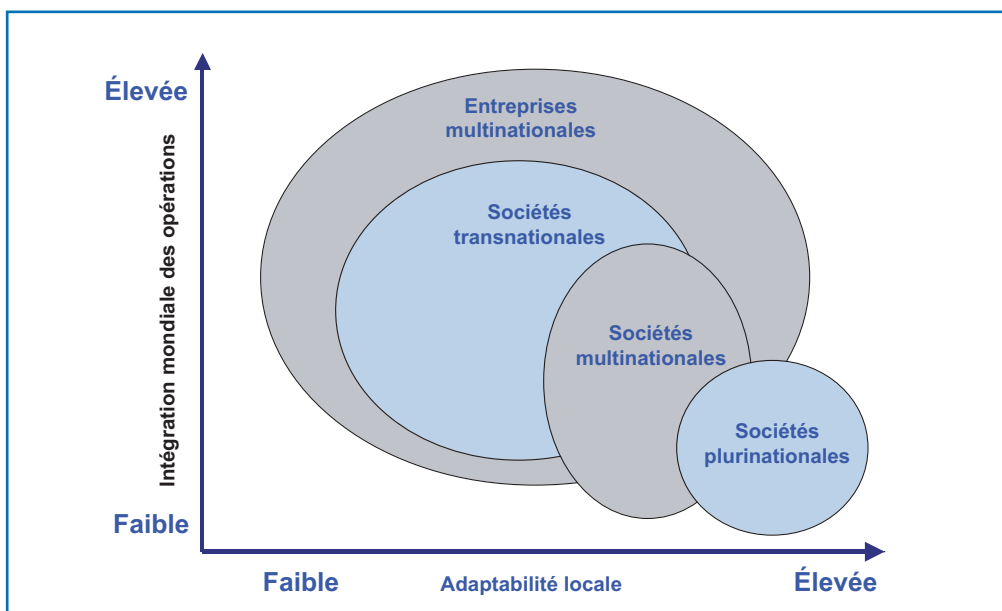 Élevée
Intégration mondiale des opérations
Faible
Entreprises
multinationales
Sociétés
transnationales
Sociétés
multinationales
Sociétés
plurinationales
Faible
Adaptabilité locale
Élevée